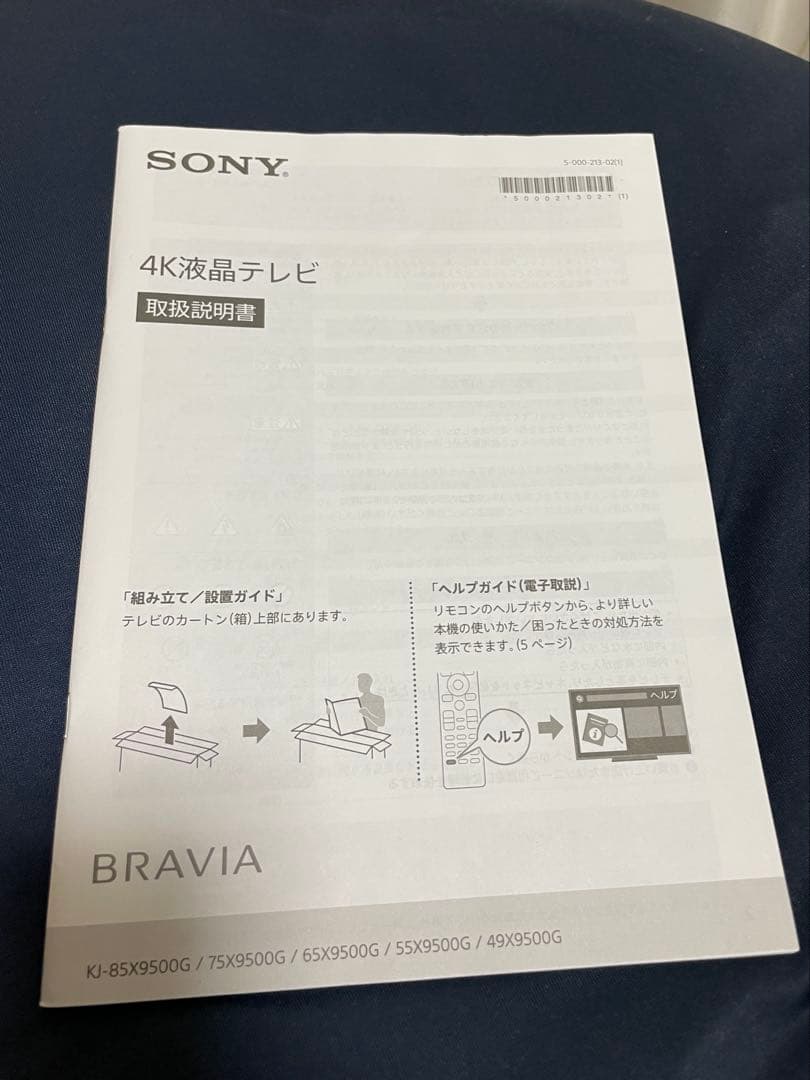 SONY®
5-000-213-02(1)
*500021302* (1)
4K液晶テレビ
取扱説明書
「組み立て/設置ガイド」
テレビのカートン(箱)上部にあります。
「ヘルプガイド(電子取説)」
リモコンのヘルプボタンから、より詳しい
本機の使いかた/困ったときの対処方法を
表示できます。(5 ページ)
ヘルプ
ヘルプ
BRAVIA
KJ-85X9500G / 75X9500G / 65X9500G / 55X9500G / 49X9500G